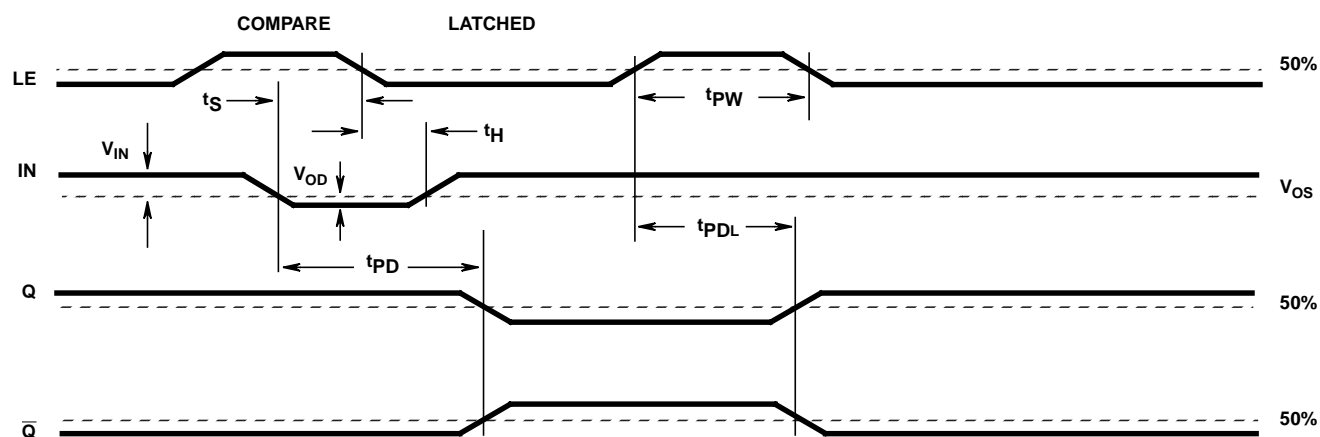 COMPARE LATCHED
LE 50%
tS tPW
tH
VIN
IN VOD VOS
tPDL
tPD
Q 50%
Q̅ 50%